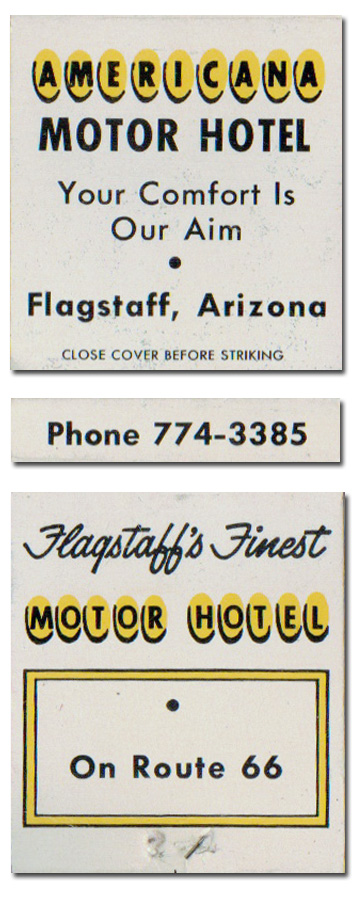 AMERICANA
MOTOR HOTEL
Your Comfort Is
Our Aim
•
Flagstaff, Arizona
CLOSE COVER BEFORE STRIKING
Phone 774-3385
Flagstaff's Finest
MOTOR HOTEL
•
On Route 66